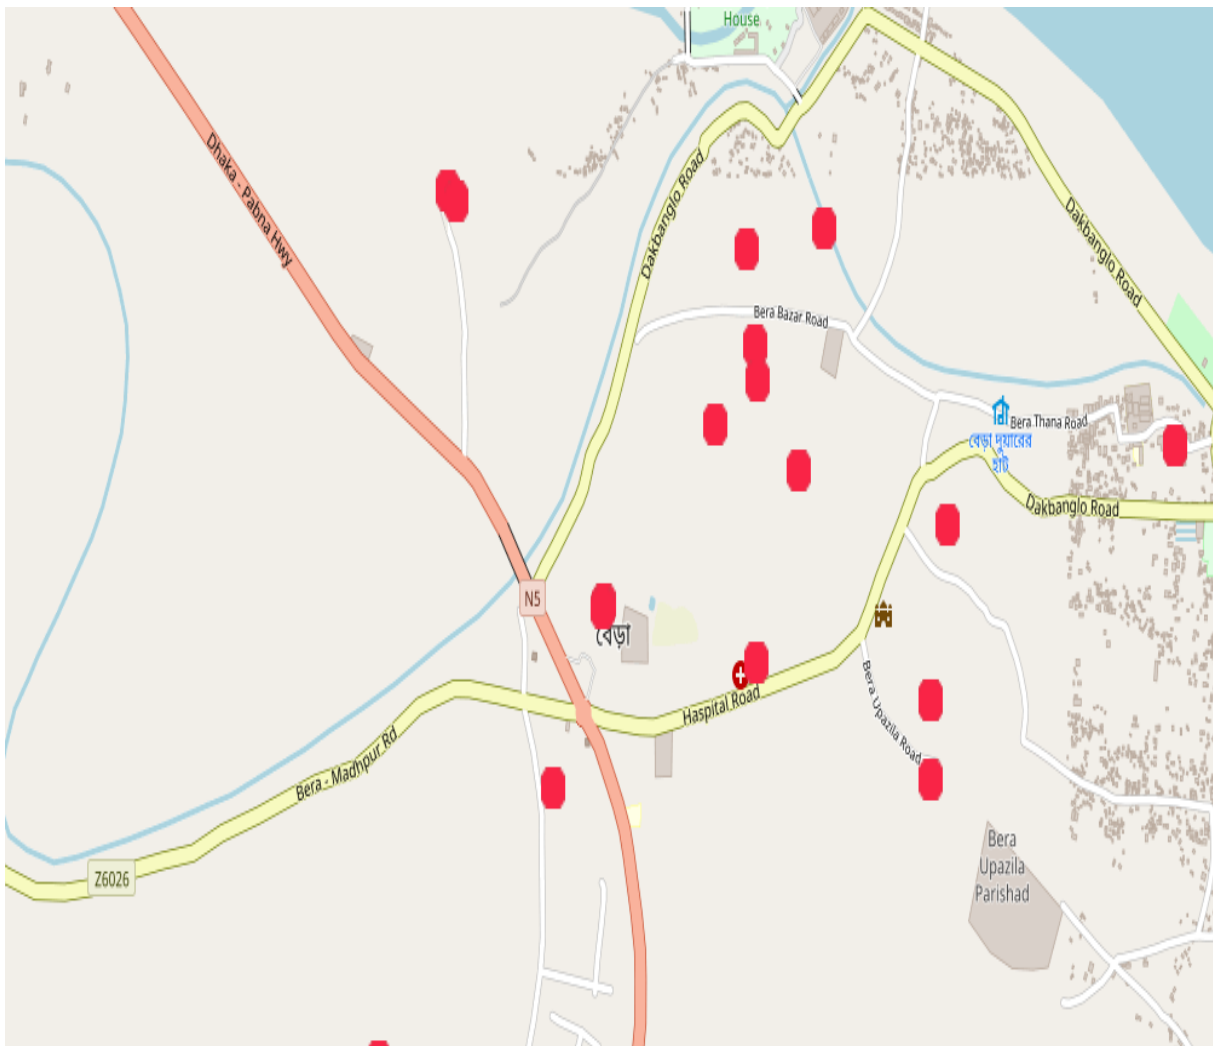 House
Dhaka - Pabna Hwy
Dakbanglo Road
Dakbanglo Road
Bera Bazar Road
Bera Thana Road
বেড়া দুয়ারের
হাট
Dakbanglo Road
N5
বেড়া
Haspital Road
Bera Upazila Road
Bera - Madhpur Rd
Bera
Upazila
Parishad
Z6026